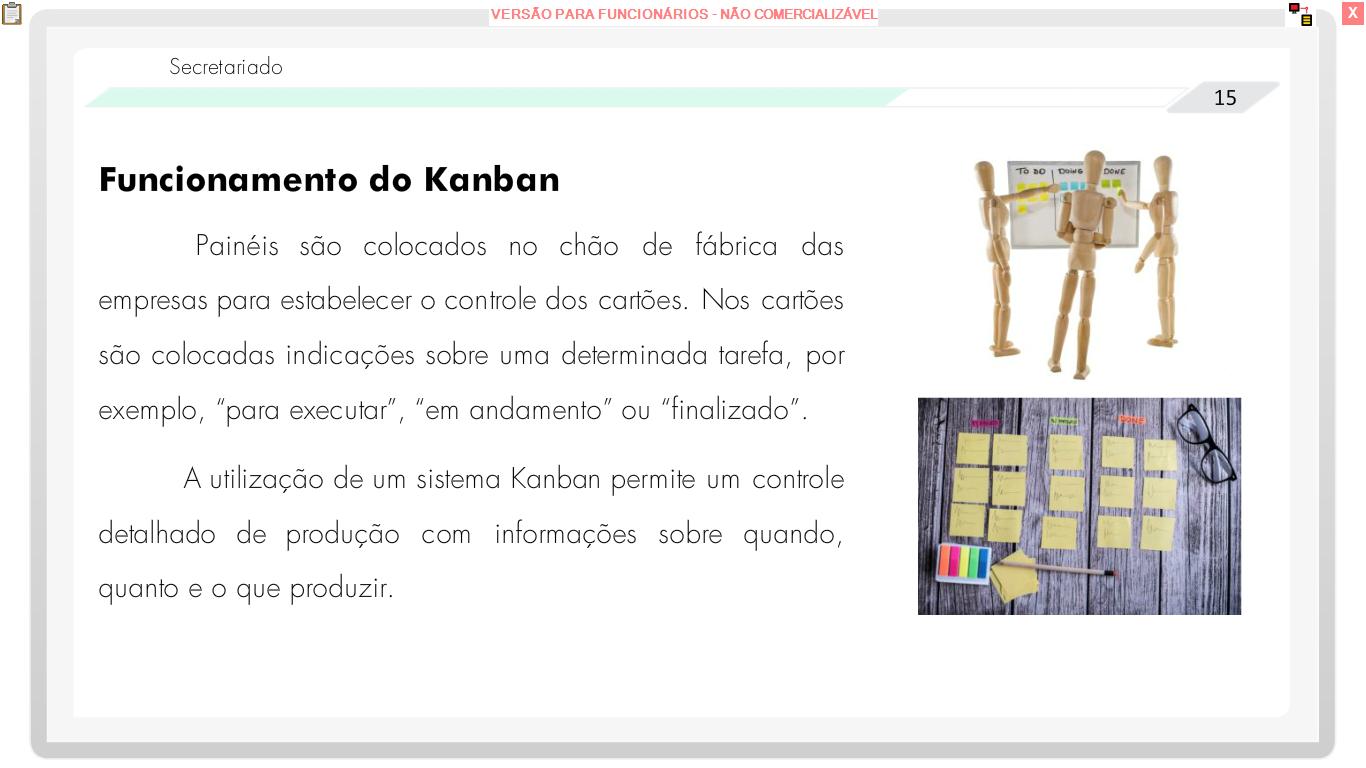 VERSÃO PARA FUNCIONÁRIOS - NÃO COMERCIALIZÁVEL
X
Secretariado
15
Funcionamento do Kanban
Painéis são colocados no chão de fábrica das
empresas para estabelecer o controle dos cartões. Nos cartões
são colocadas indicações sobre uma determinada tarefa, por
exemplo, “para executar”, “em andamento” ou “finalizado”.
A utilização de um sistema Kanban permite um controle
detalhado de produção com informações sobre quando,
quanto e o que produzir.
TO DO DOING DONE
DONE